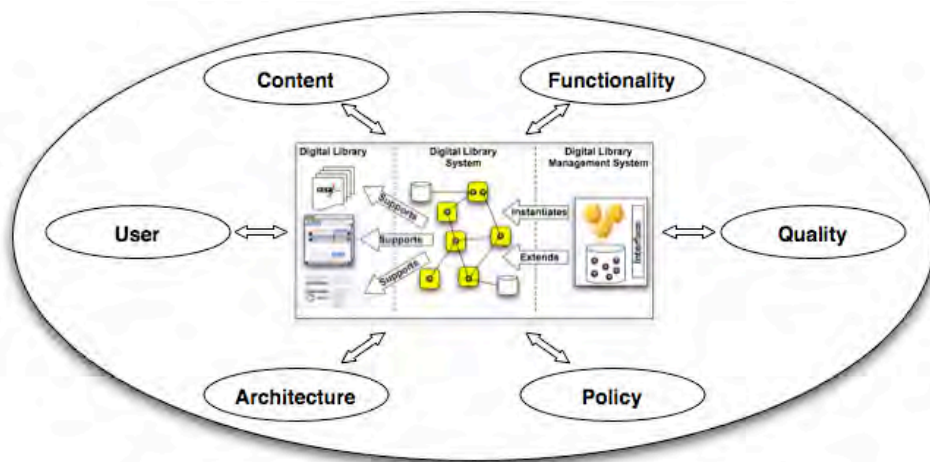 Content
Functionality
Digital Library
Digital Library
System
Digital Library
Management System
Supports
Instantiates
User
Supports
Quality
Extends
Supports
Architecture
Policy